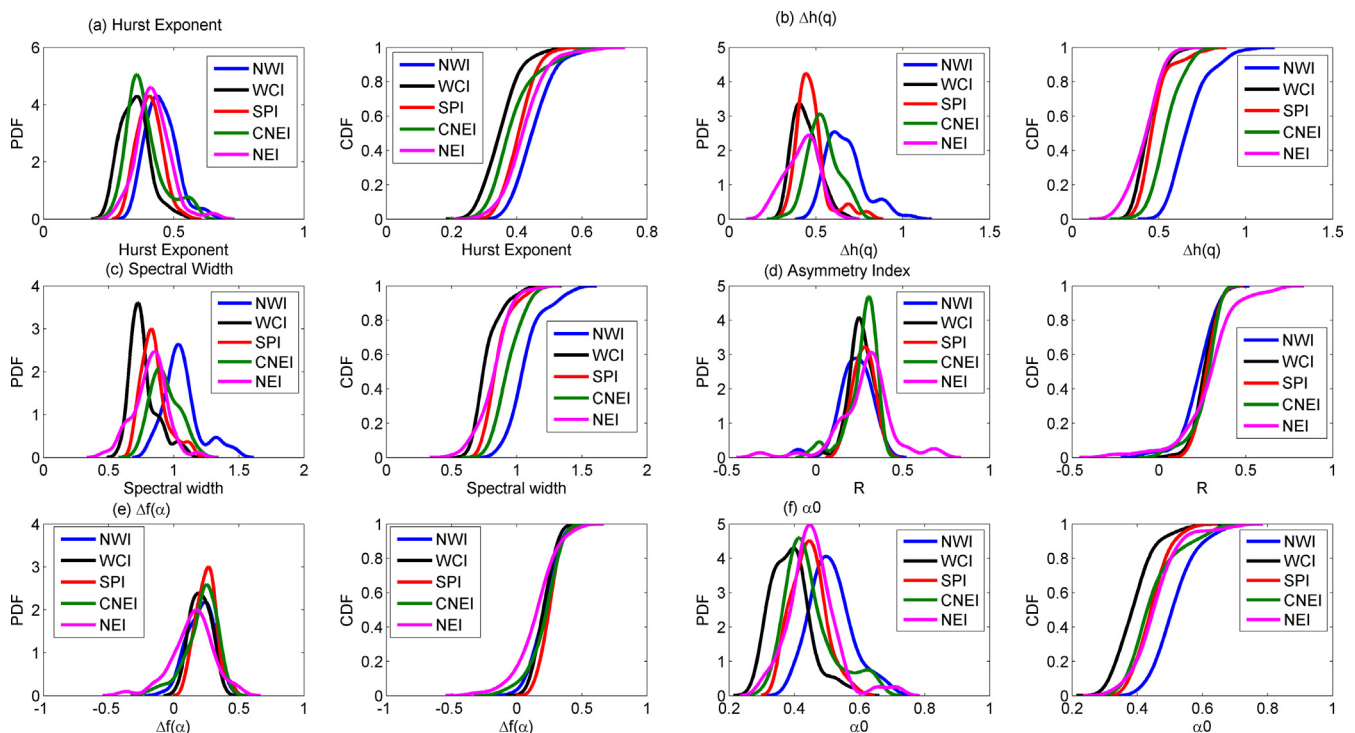 (a) Hurst Exponent
PDF
6
4
2
0
0
0.5
1
Hurst Exponent
NWI
WCI
SPI
CNEI
NEI
CDF
1
0.8
0.6
0.4
0.2
0
0
0.2
0.4
0.6
0.8
Hurst Exponent
NWI
WCI
SPI
CNEI
NEI
(b) Δh(q)
PDF
5
4
3
2
1
0
0
0.5
1
1.5
Δh(q)
NWI
WCI
SPI
CNEI
NEI
CDF
1
0.8
0.6
0.4
0.2
0
0
0.5
1
1.5
Δh(q)
NWI
WCI
SPI
CNEI
NEI
(c) Spectral Width
PDF
4
3
2
1
0
0
0.5
1
1.5
2
Spectral width
NWI
WCI
SPI
CNEI
NEI
CDF
1
0.8
0.6
0.4
0.2
0
0
0.5
1
1.5
2
Spectral width
NWI
WCI
SPI
CNEI
NEI
(d) Asymmetry Index
PDF
5
4
3
2
1
0
-0.5
0
0.5
1
R
NWI
WCI
SPI
CNEI
NEI
CDF
1
0.8
0.6
0.4
0.2
0
-0.5
0
0.5
1
R
NWI
WCI
SPI
CNEI
NEI
(e) Δf(α)
PDF
4
3
2
1
0
-1
-0.5
0
0.5
1
Δf(α)
NWI
WCI
SPI
CNEI
NEI
CDF
1
0.8
0.6
0.4
0.2
0
-1
-0.5
0
0.5
1
Δf(α)
NWI
WCI
SPI
CNEI
NEI
(f) α0
PDF
5
4
3
2
1
0
0.2
0.4
0.6
0.8
1
α0
NWI
WCI
SPI
CNEI
NEI
CDF
1
0.8
0.6
0.4
0.2
0
0.2
0.4
0.6
0.8
1
α0
NWI
WCI
SPI
CNEI
NEI